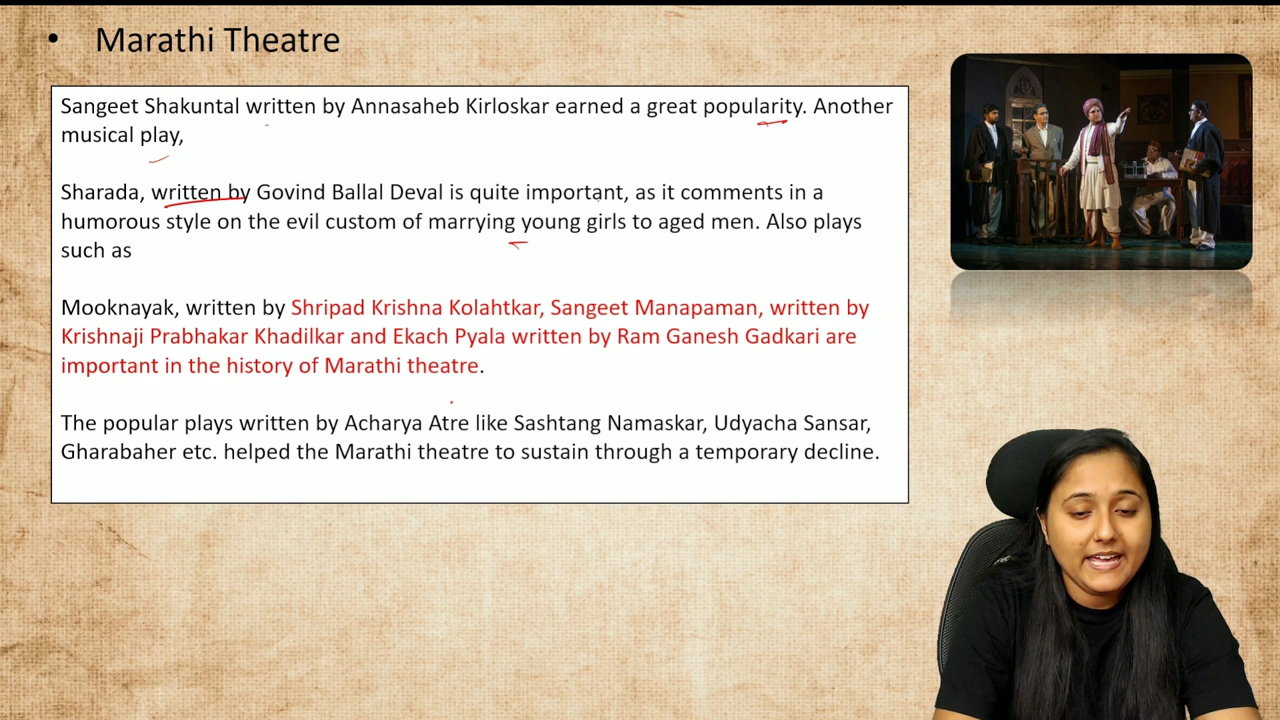 • Marathi Theatre
Sangeet Shakuntal written by Annasaheb Kirloskar earned a great popularity. Another
musical play,
Sharada, written by Govind Ballal Deval is quite important, as it comments in a
humorous style on the evil custom of marrying young girls to aged men. Also plays
such as
Mooknayak, written by Shripad Krishna Kolahtkar, Sangeet Manapaman, written by
Krishnaji Prabhakar Khadilkar and Ekach Pyala written by Ram Ganesh Gadkari are
important in the history of Marathi theatre.
The popular plays written by Acharya Atre like Sashtang Namaskar, Udyacha Sansar,
Gharabaher etc. helped the Marathi theatre to sustain through a temporary decline.